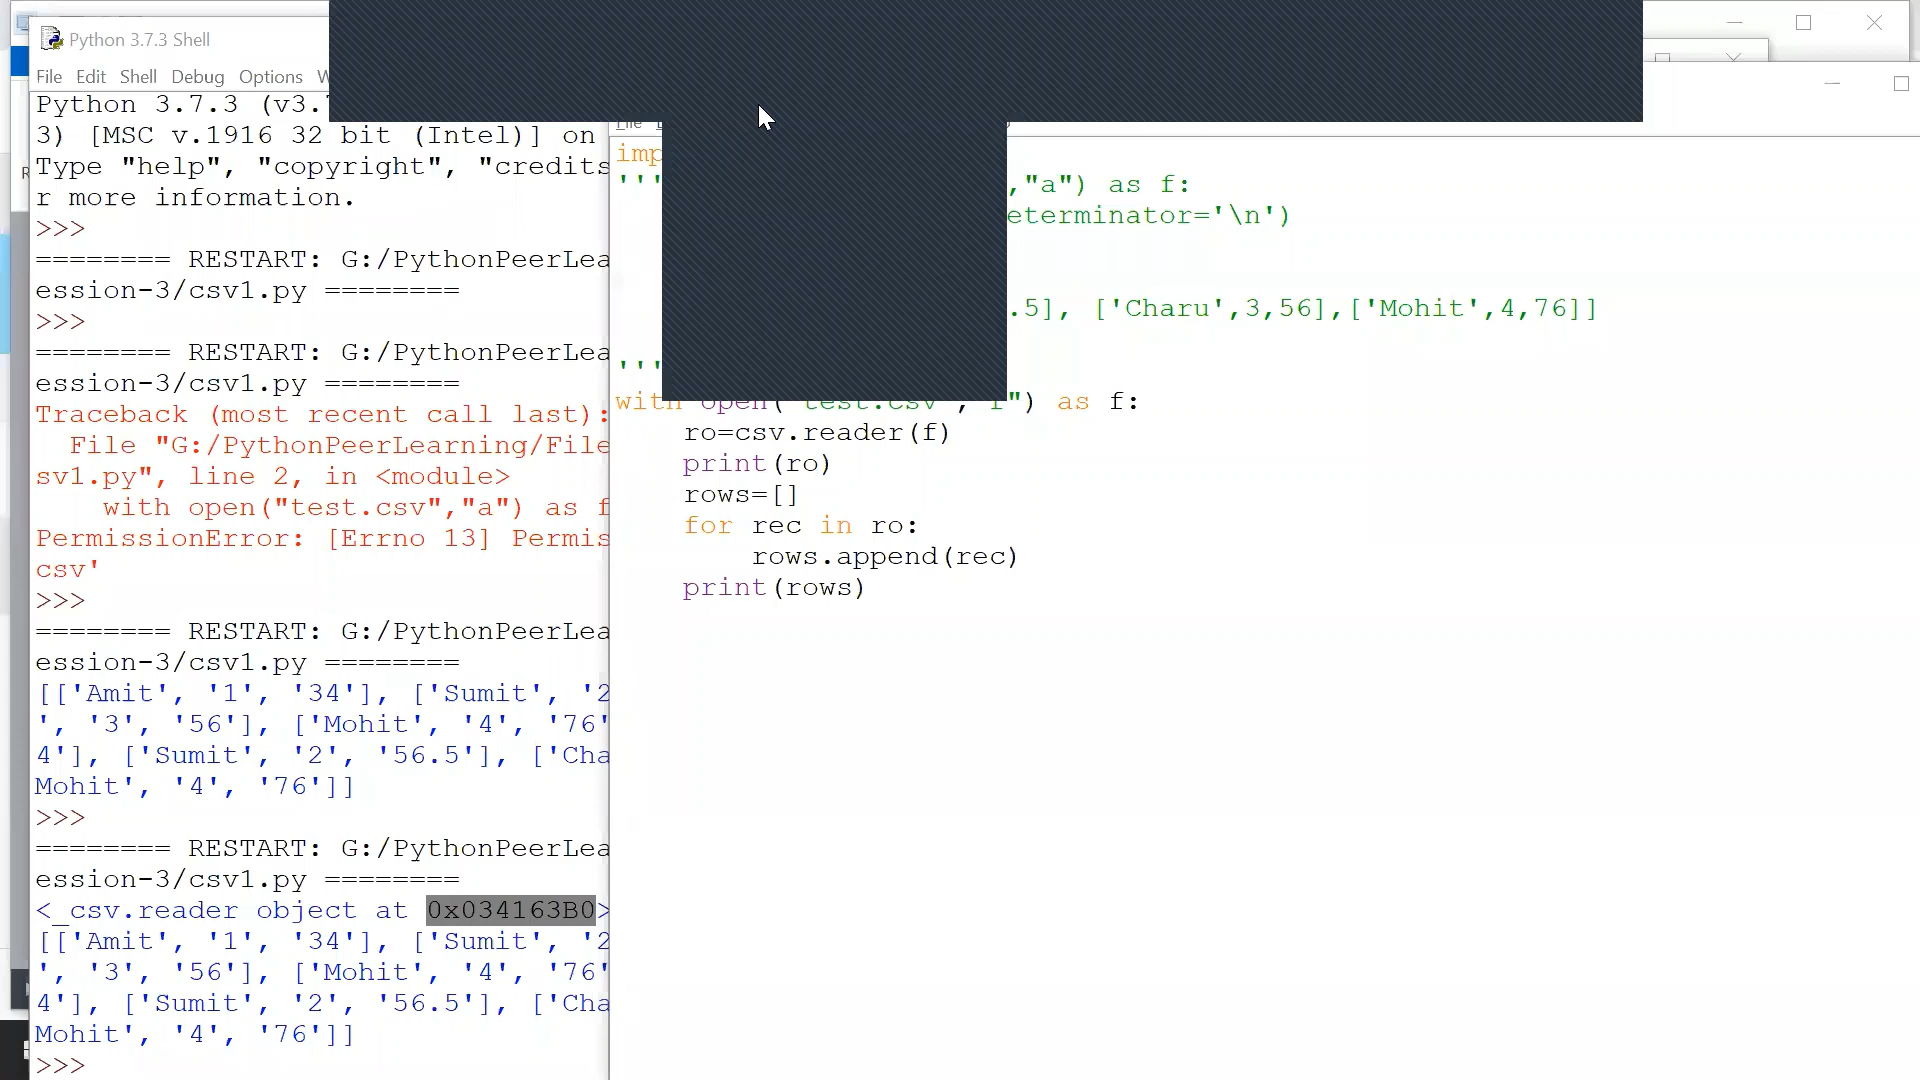 Python 3.7.3 Shell
File Edit Shell Debug Options
Python 3.7.3 (v3.
3) [MSC v.1916 32 bit (Intel)] on
Type "help", "copyright", "credits
r more information.
>>>
======== RESTART: G:/PythonPeerLea
ession-3/csv1.py ========
>>>
======== RESTART: G:/PythonPeerLea
ession-3/csv1.py ========
Traceback (most recent call last):
File "G:/PythonPeerLearning/File
sv1.py", line 2, in <module>
with open("test.csv","a") as f
PermissionError: [Errno 13] Permis
csv'
>>>
======== RESTART: G:/PythonPeerLea
ession-3/csv1.py ========
[['Amit', '1', '34'], ['Sumit', '2
', '3', '56'], ['Mohit', '4', '76'
4'], ['Sumit', '2', '56.5'], ['Cha
Mohit', '4', '76']]
>>>
======== RESTART: G:/PythonPeerLea
ession-3/csv1.py ========
<_csv.reader object at 0x034163B0>
[['Amit', '1', '34'], ['Sumit', '2
', '3', '56'], ['Mohit', '4', '76'
4'], ['Sumit', '2', '56.5'], ['Cha
Mohit', '4', '76']]
>>>
imp
''' ,"a") as f:
eterminator='\n')
.5], ['Charu',3,56],['Mohit',4,76]]
'''
with open("test.csv","r") as f:
ro=csv.reader(f)
print(ro)
rows=[]
for rec in ro:
rows.append(rec)
print(rows)